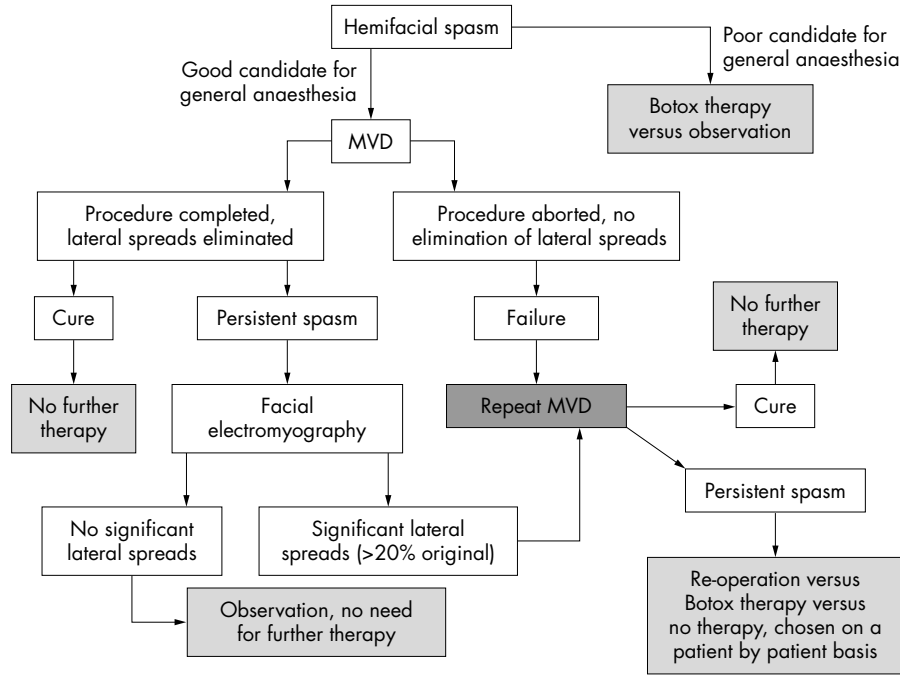 Hemifacial spasm
Good candidate for
general anaesthesia
Poor candidate for
general anaesthesia
Botox therapy
versus observation
MVD
Procedure completed,
lateral spreads eliminated
Procedure aborted, no
elimination of lateral spreads
Cure
Persistent spasm
Failure
No further
therapy
No further
therapy
Facial
electromyography
Repeat MVD
Cure
Persistent spasm
No significant
lateral spreads
Significant lateral
spreads (>20% original)
Observation, no need
for further therapy
Re-operation versus
Botox therapy versus
no therapy, chosen on a
patient by patient basis